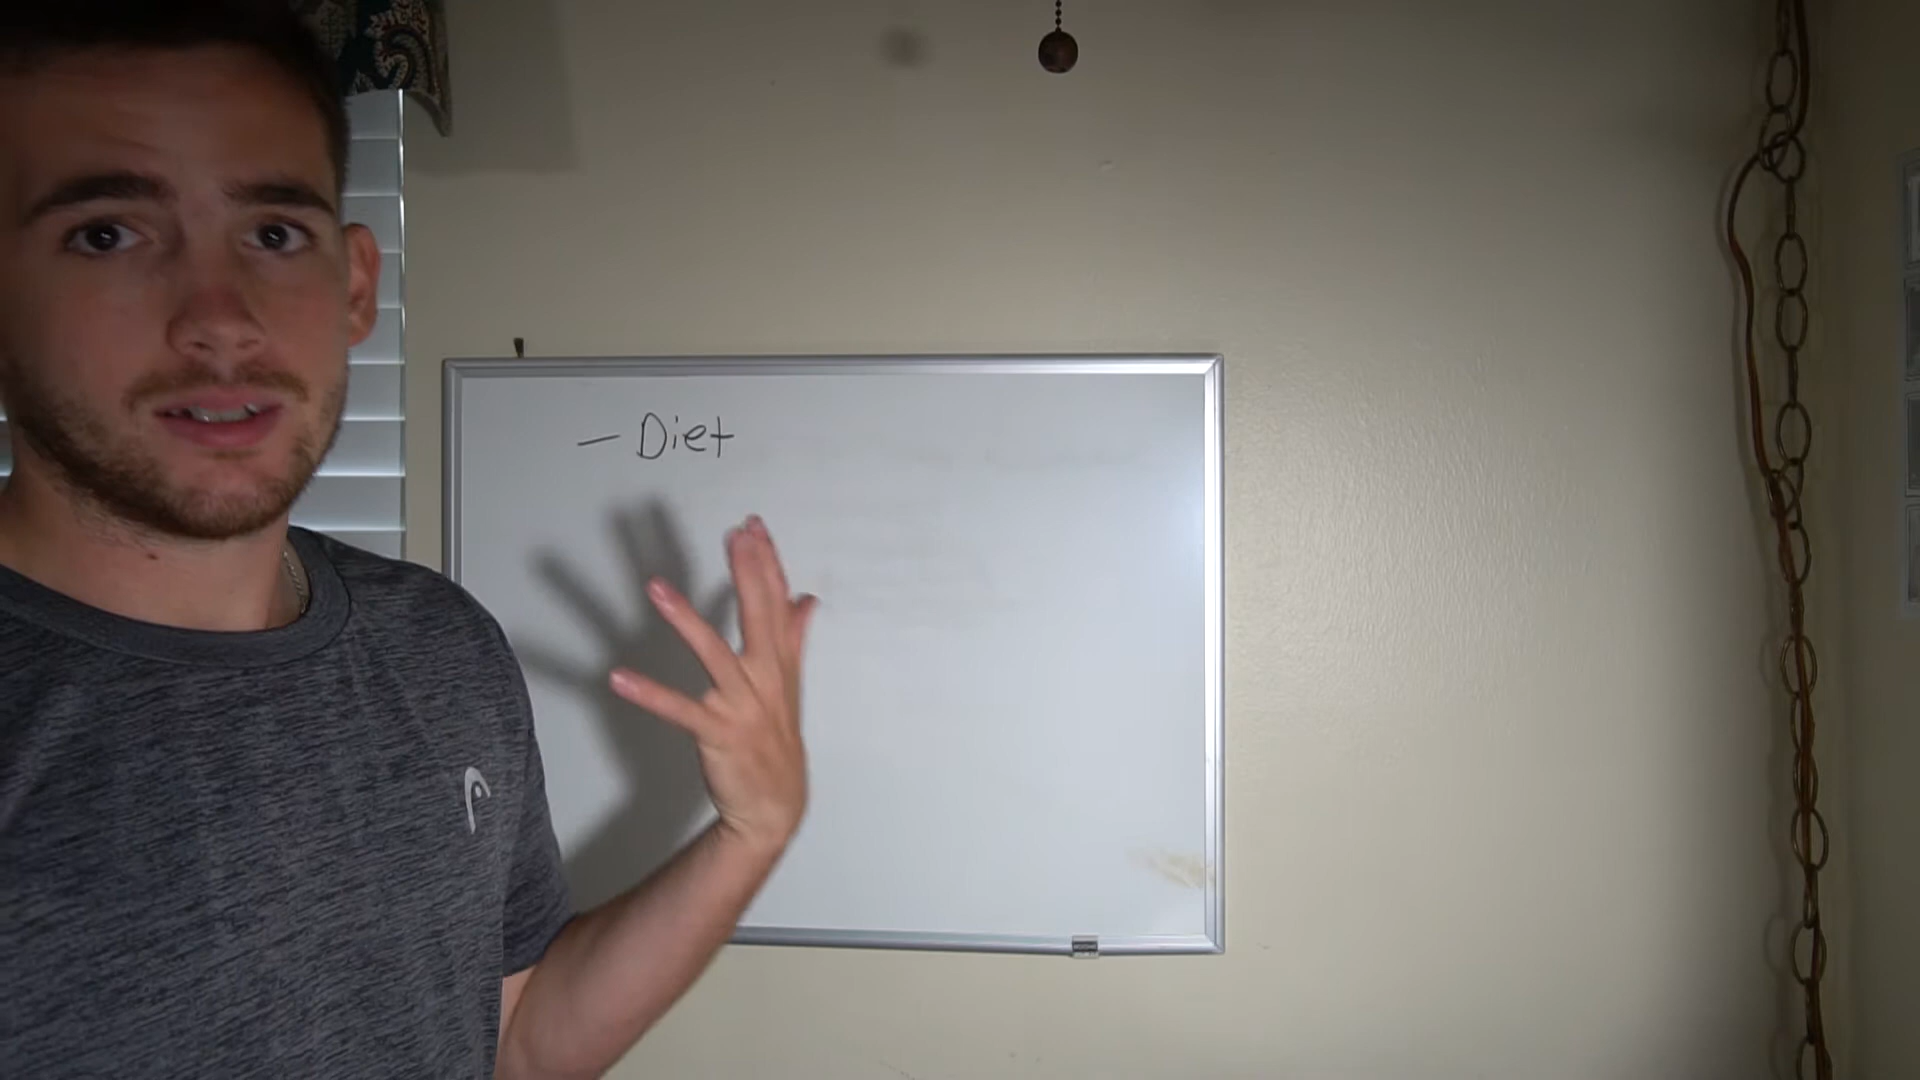 — Diet